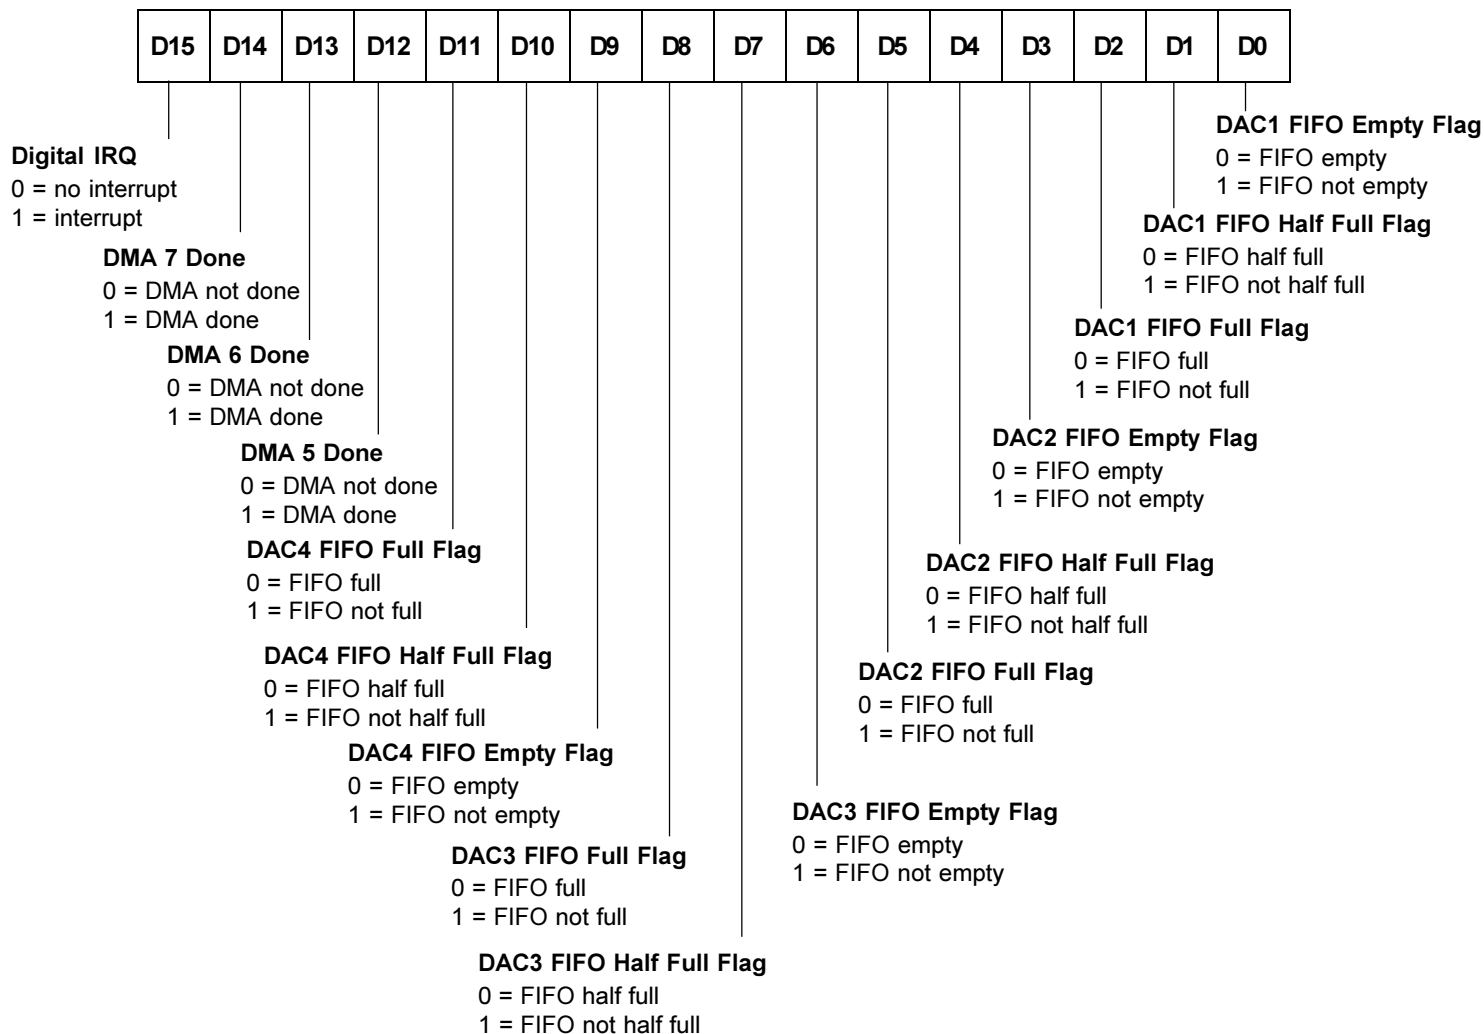 D15 D14 D13 D12 D11 D10 D9 D8 D7 D6 D5 D4 D3 D2 D1 D0
Digital IRQ
0 = no interrupt
1 = interrupt
DMA 7 Done
0 = DMA not done
1 = DMA done
DMA 6 Done
0 = DMA not done
1 = DMA done
DMA 5 Done
0 = DMA not done
1 = DMA done
DAC4 FIFO Full Flag
0 = FIFO full
1 = FIFO not full
DAC4 FIFO Half Full Flag
0 = FIFO half full
1 = FIFO not half full
DAC4 FIFO Empty Flag
0 = FIFO empty
1 = FIFO not empty
DAC3 FIFO Full Flag
0 = FIFO full
1 = FIFO not full
DAC3 FIFO Half Full Flag
0 = FIFO half full
1 = FIFO not half full
DAC3 FIFO Empty Flag
0 = FIFO empty
1 = FIFO not empty
DAC2 FIFO Full Flag
0 = FIFO full
1 = FIFO not full
DAC2 FIFO Half Full Flag
0 = FIFO half full
1 = FIFO not half full
DAC2 FIFO Empty Flag
0 = FIFO empty
1 = FIFO not empty
DAC1 FIFO Full Flag
0 = FIFO full
1 = FIFO not full
DAC1 FIFO Half Full Flag
0 = FIFO half full
1 = FIFO not half full
DAC1 FIFO Empty Flag
0 = FIFO empty
1 = FIFO not empty